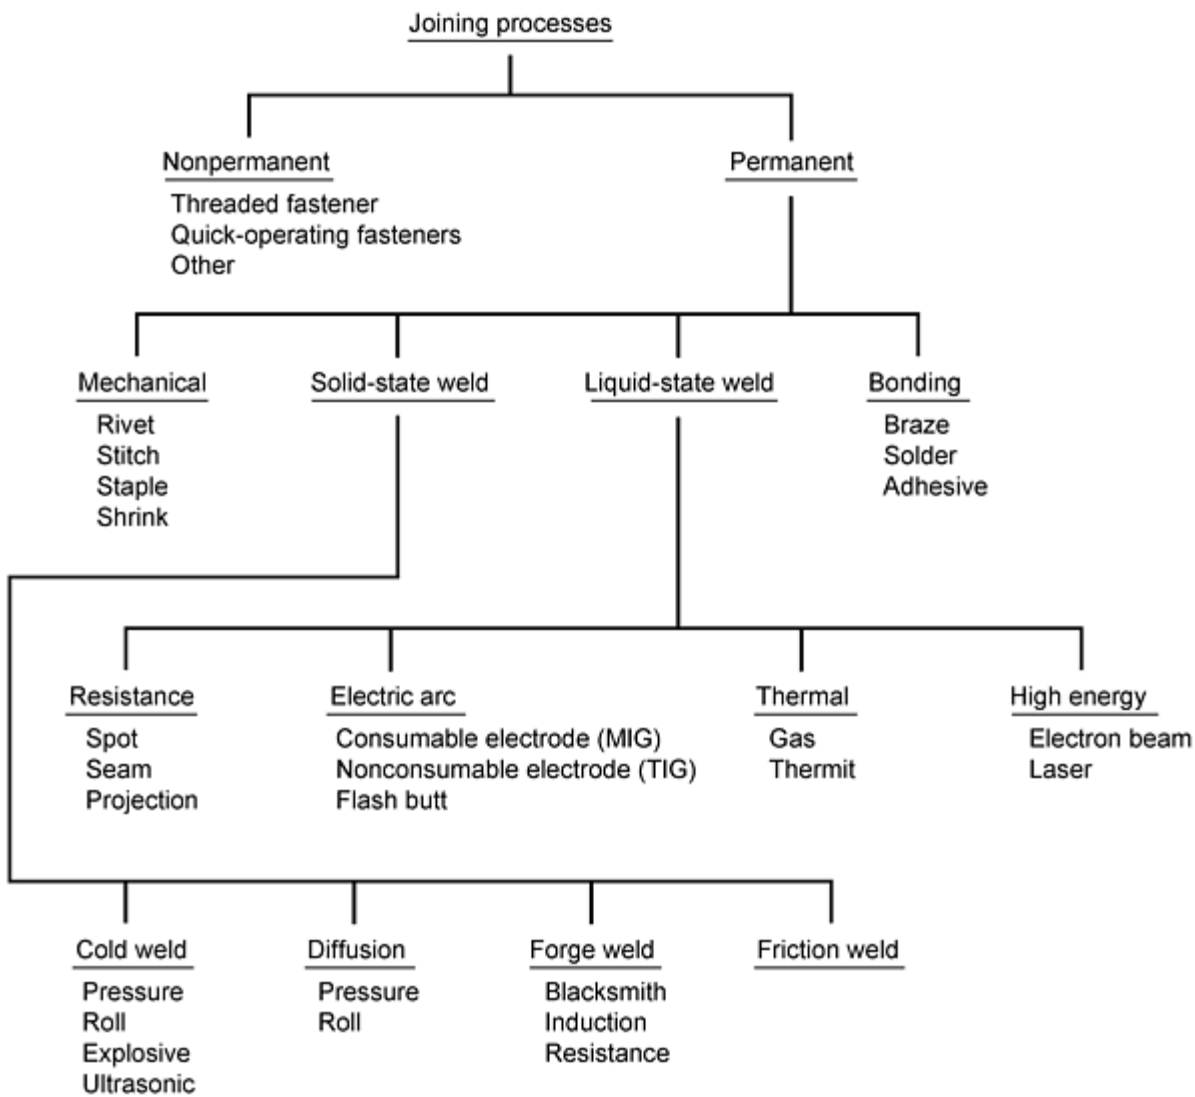 Joining processes
Nonpermanent
Threaded fastener
Quick-operating fasteners
Other
Permanent
Mechanical
Rivet
Stitch
Staple
Shrink
Solid-state weld
Liquid-state weld
Bonding
Braze
Solder
Adhesive
Resistance
Spot
Seam
Projection
Electric arc
Consumable electrode (MIG)
Nonconsumable electrode (TIG)
Flash butt
Thermal
Gas
Thermit
High energy
Electron beam
Laser
Cold weld
Pressure
Roll
Explosive
Ultrasonic
Diffusion
Pressure
Roll
Forge weld
Blacksmith
Induction
Resistance
Friction weld